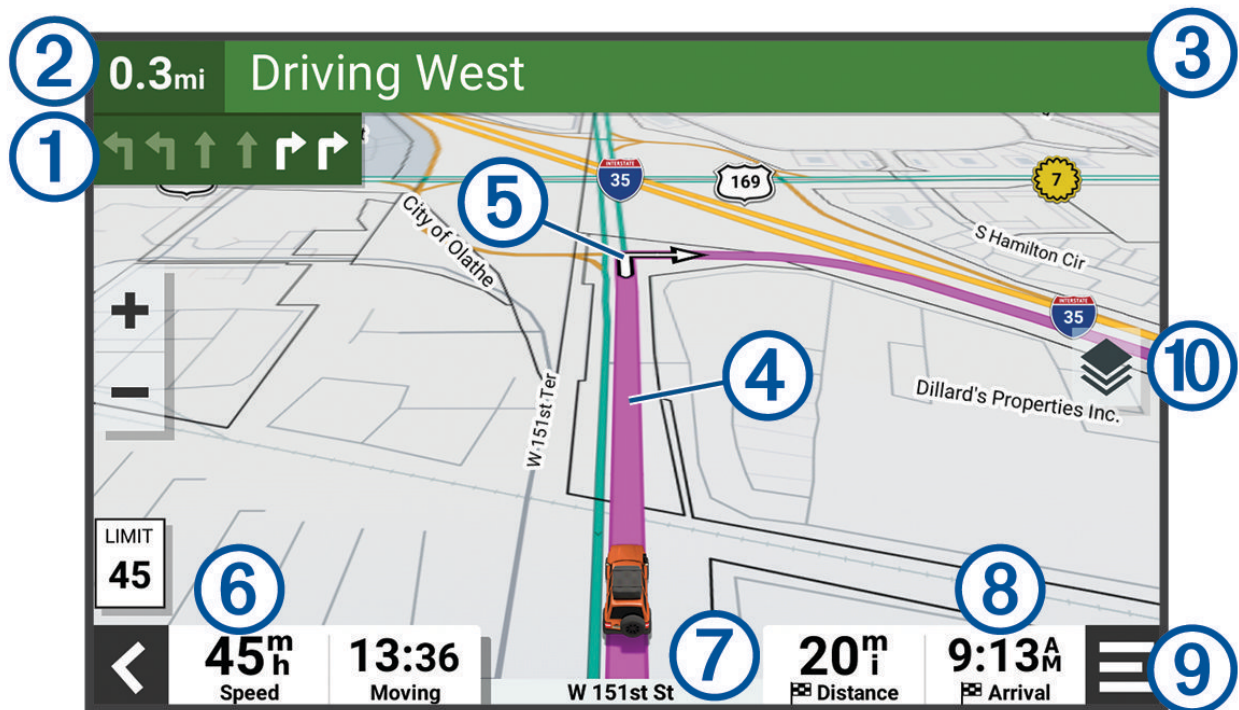 2
0.3mi
Driving West
3
1
5
INTERSTATE
35
169
7
City of Olathe
S Hamilton Cir
INTERSTATE
35
4
10
W 151st Ter
Dillard's Properties Inc.
LIMIT
45
6
8
45 mh
Speed
13:36
Moving
W 151st St
7
20 mi
Distance
9:13 AM
Arrival
9